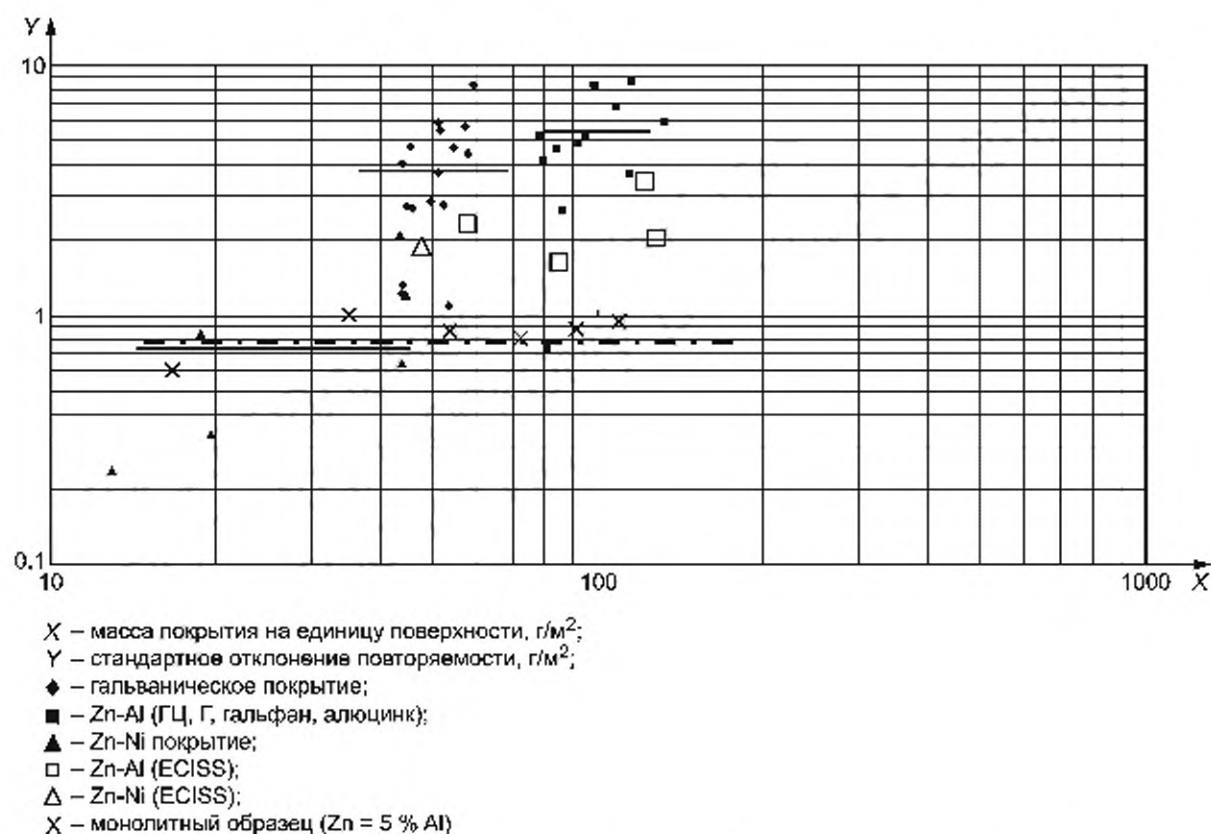 Y
10
1
0.1
10
100
1000
X
X – масса покрытия на единицу поверхности, г/м²;
Y – стандартное отклонение повторяемости, г/м²;
◆ – гальваническое покрытие;
■ – Zn-Al (ГЦ, Г, гальфан, алюцинк);
▲ – Zn-Ni покрытие;
□ – Zn-Al (ECISS);
△ – Zn-Ni (ECISS);
X – монолитный образец (Zn = 5 % Al)